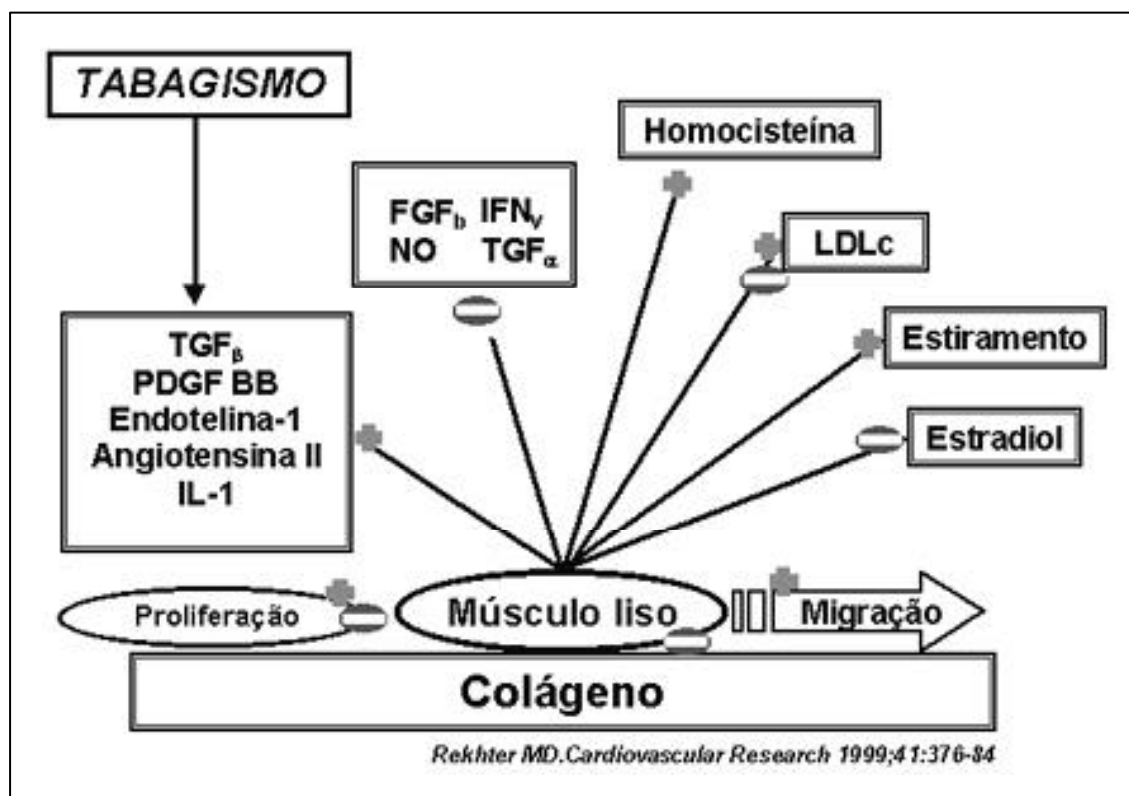 TABAGISMO
Homocisteína
FGFb IFNγ
NO TGFα
LDLc
TGFβ
PDGF BB
Endotelina-1
Angiotensina II
IL-1
Estiramento
Estradiol
Proliferação
Músculo liso
Migração
Colágeno
Rekhter MD.Cardiovascular Research 1999;41:376-84